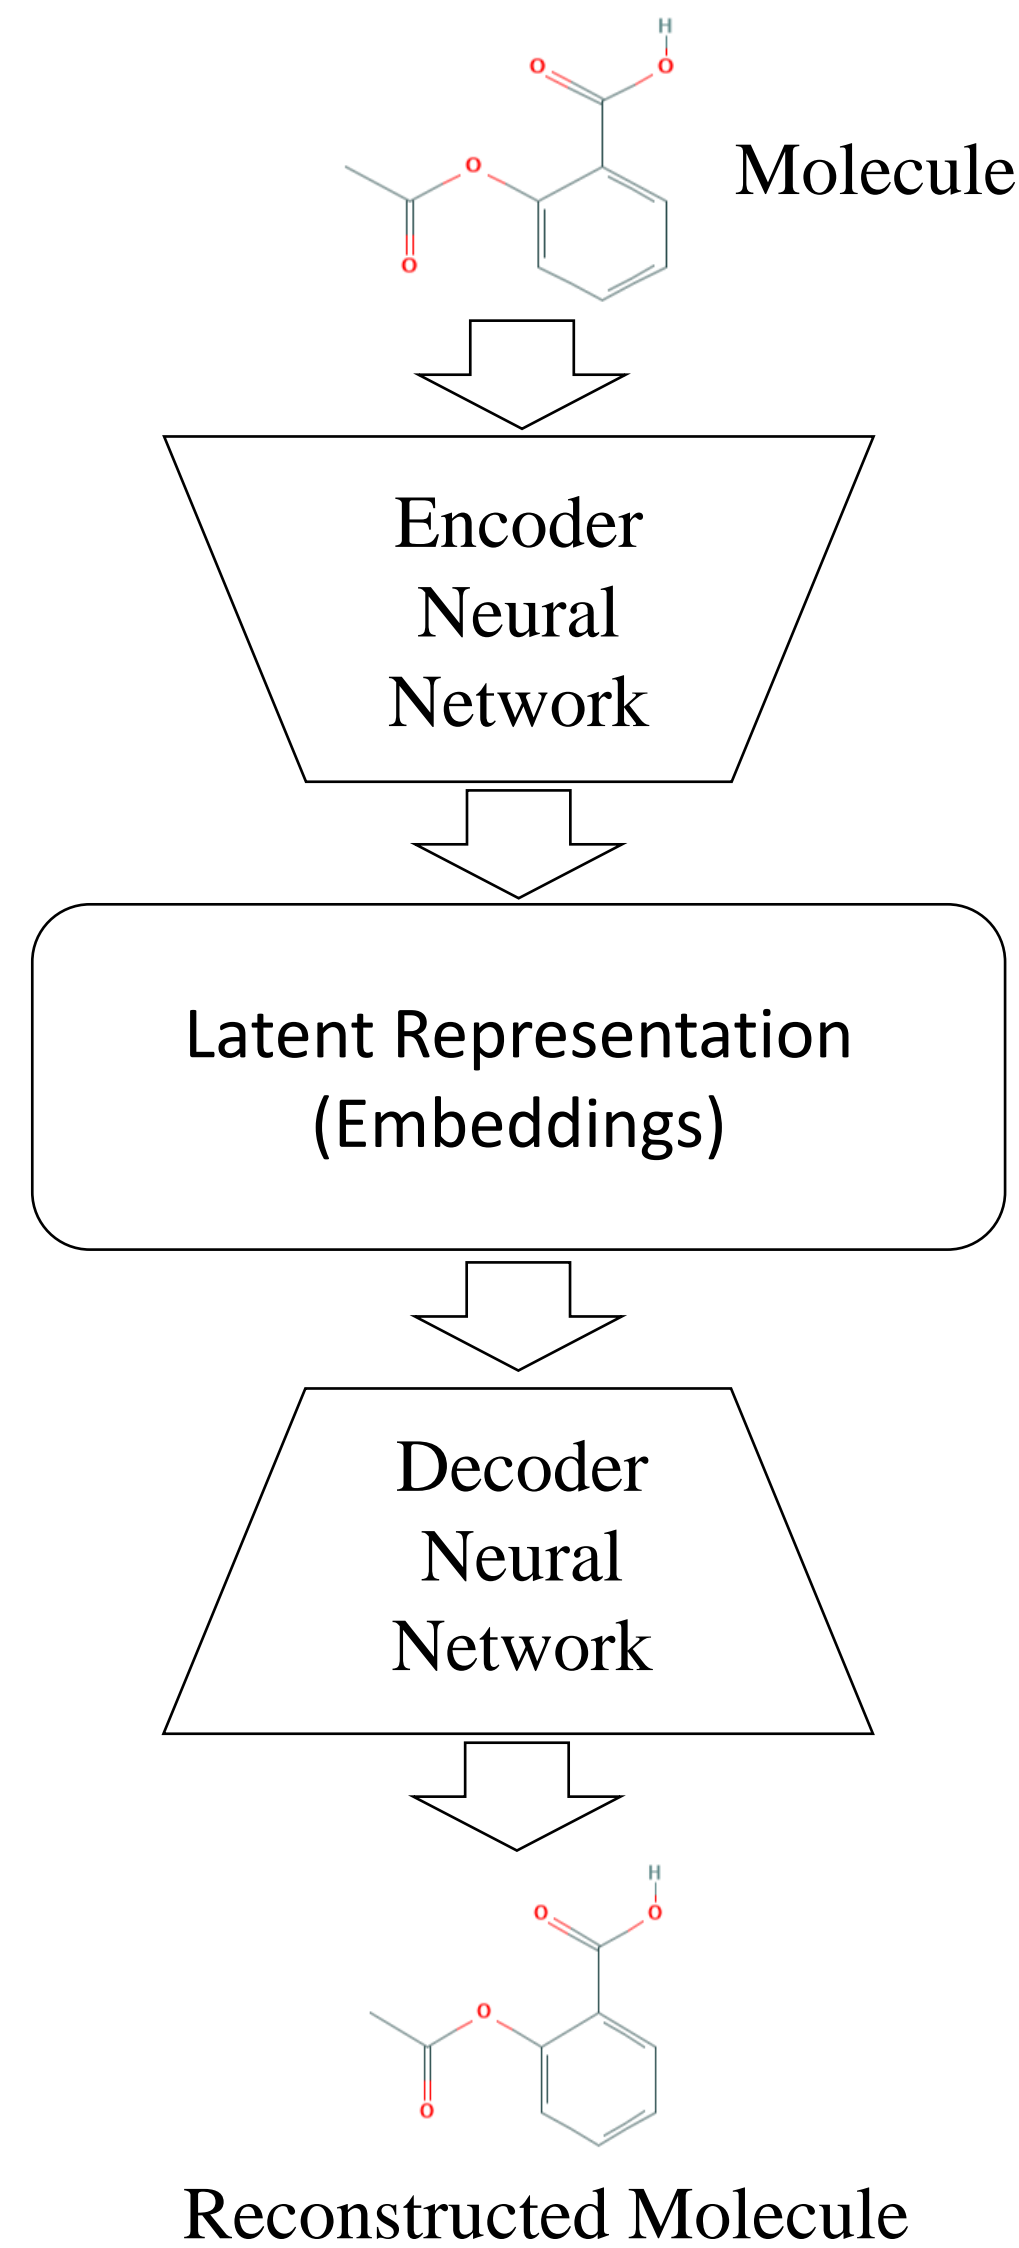 H
O
O
Molecule
O
O
Encoder
Neural
Network
Latent Representation
(Embeddings)
Decoder
Neural
Network
H
O
O
O
O
Reconstructed Molecule